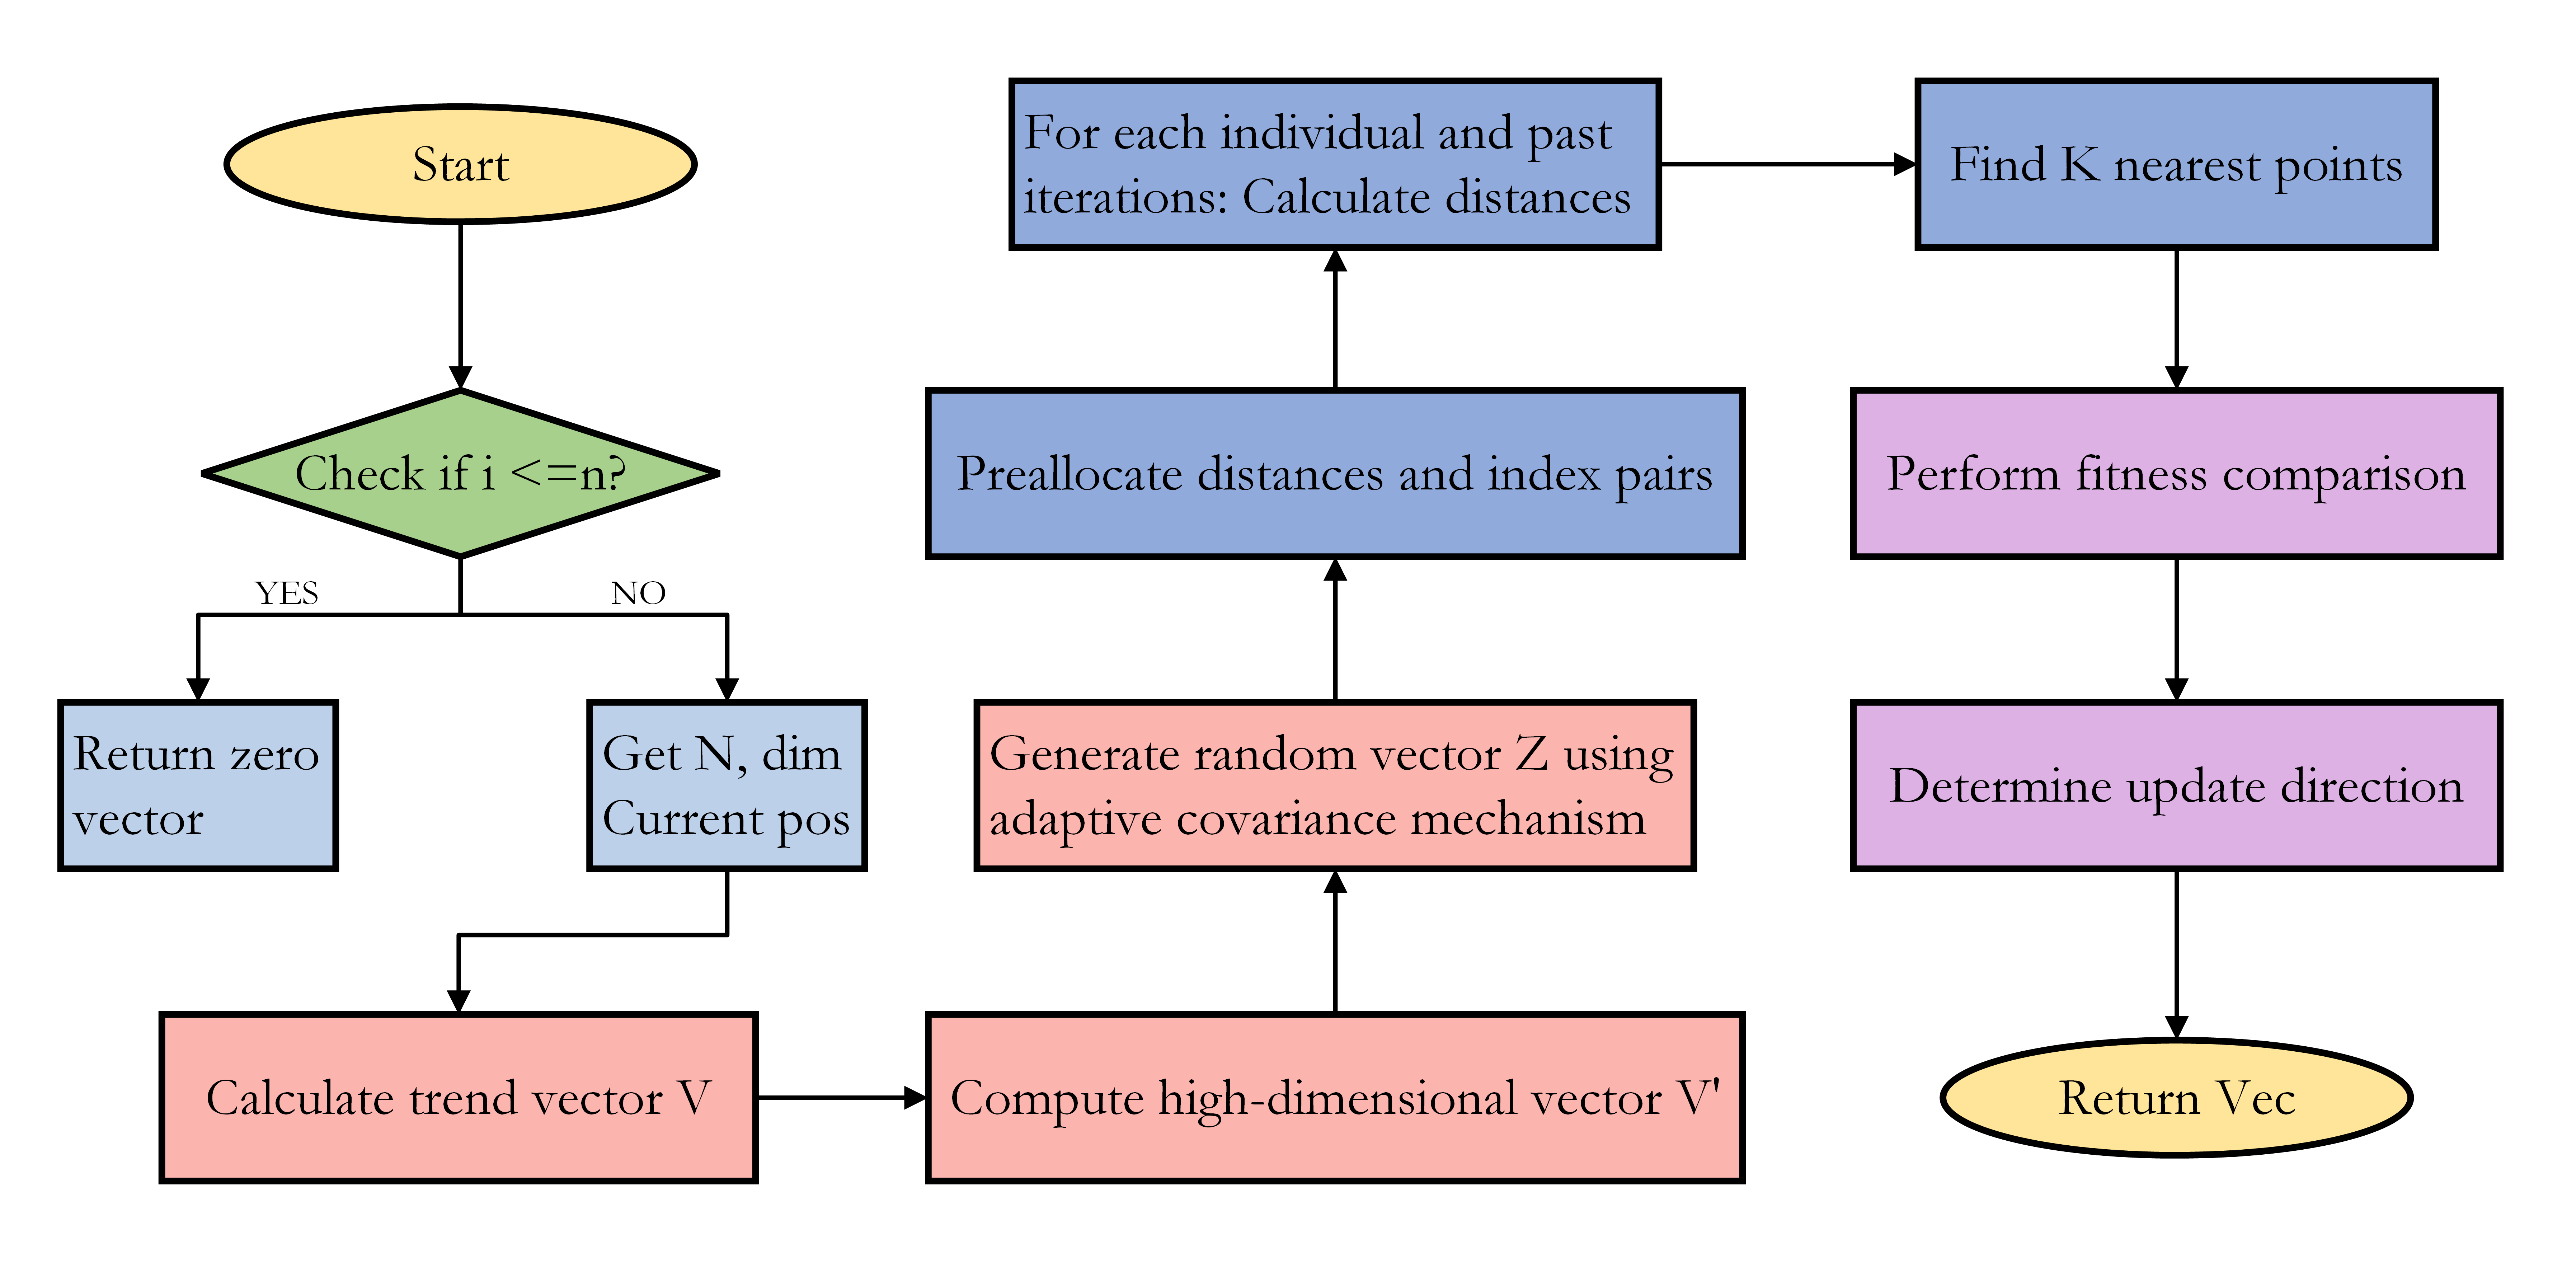 Start
Check if i <=n?
YES
NO
Return zero
vector
Get N, dim
Current pos
Calculate trend vector V
Compute high-dimensional vector V'
Generate random vector Z using
adaptive covariance mechanism
Preallocate distances and index pairs
For each individual and past
iterations: Calculate distances
Find K nearest points
Perform fitness comparison
Determine update direction
Return Vec